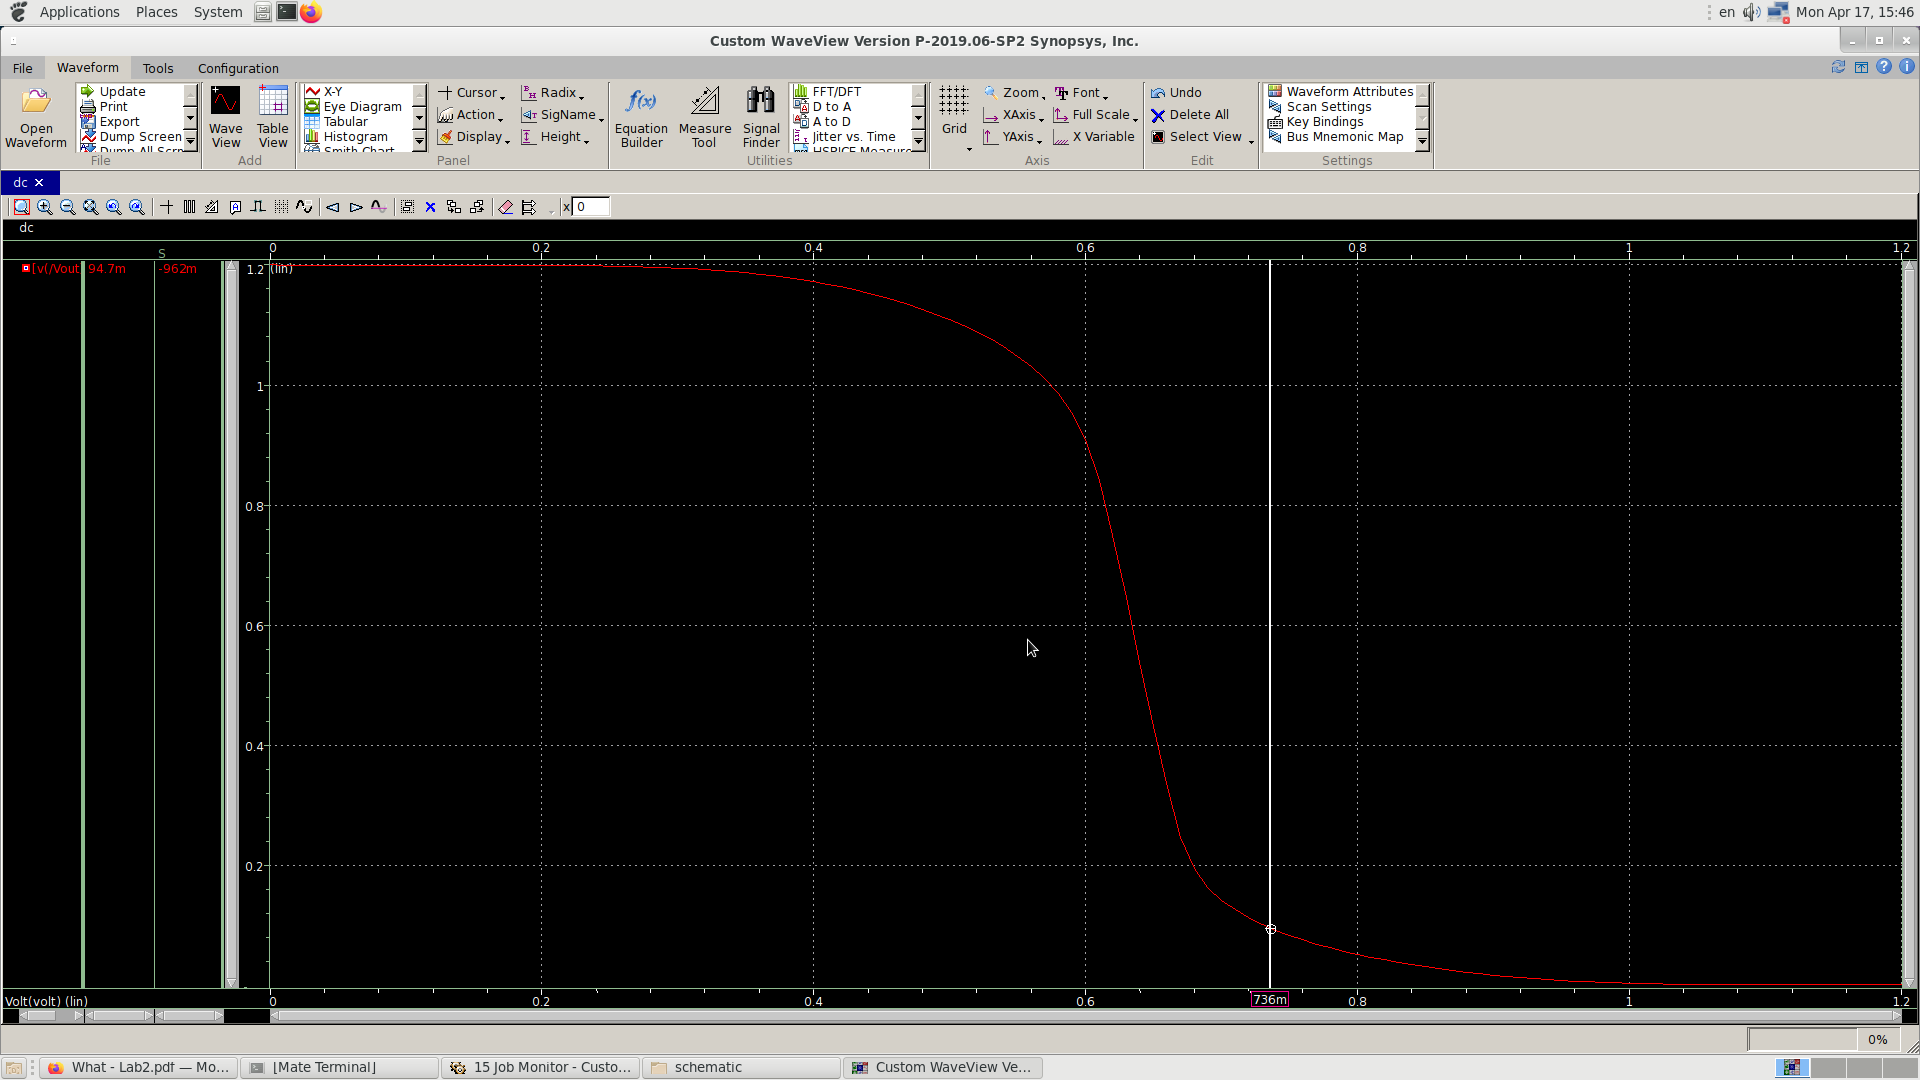 Applications Places System en Mon Apr 17, 15:46
Custom WaveView Version P-2019.06-SP2 Synopsys, Inc.
File Waveform Tools Configuration
Open Waveform
Update
Print
Export
Dump Screen
Dump All Scr
File
Wave View
Table View
Add
X-Y
Eye Diagram
Tabular
Histogram
Smith Chart
Cursor
Action
Display
Radix
SigName
Height
Panel
Equation Builder
Measure Tool
Signal Finder
FFT/DFT
D to A
A to D
Jitter vs. Time
HSPICE Measure
Utilities
Grid
Zoom
XAxis
YAxis
Font
Full Scale
X Variable
Axis
Undo
Delete All
Select View
Edit
Waveform Attributes
Scan Settings
Key Bindings
Bus Mnemonic Map
Settings
dc
x 0
dc
S
0 0.2 0.4 0.6 0.8 1 1.2
[v(/Vout 94.7m -962m
1.2 (lin)
1
0.8
0.6
0.4
0.2
Volt(volt) (lin)
0 0.2 0.4 0.6 736m 0.8 1 1.2
0%
What - Lab2.pdf — Mo... [Mate Terminal] 15 Job Monitor - Custo... schematic Custom WaveView Ve...